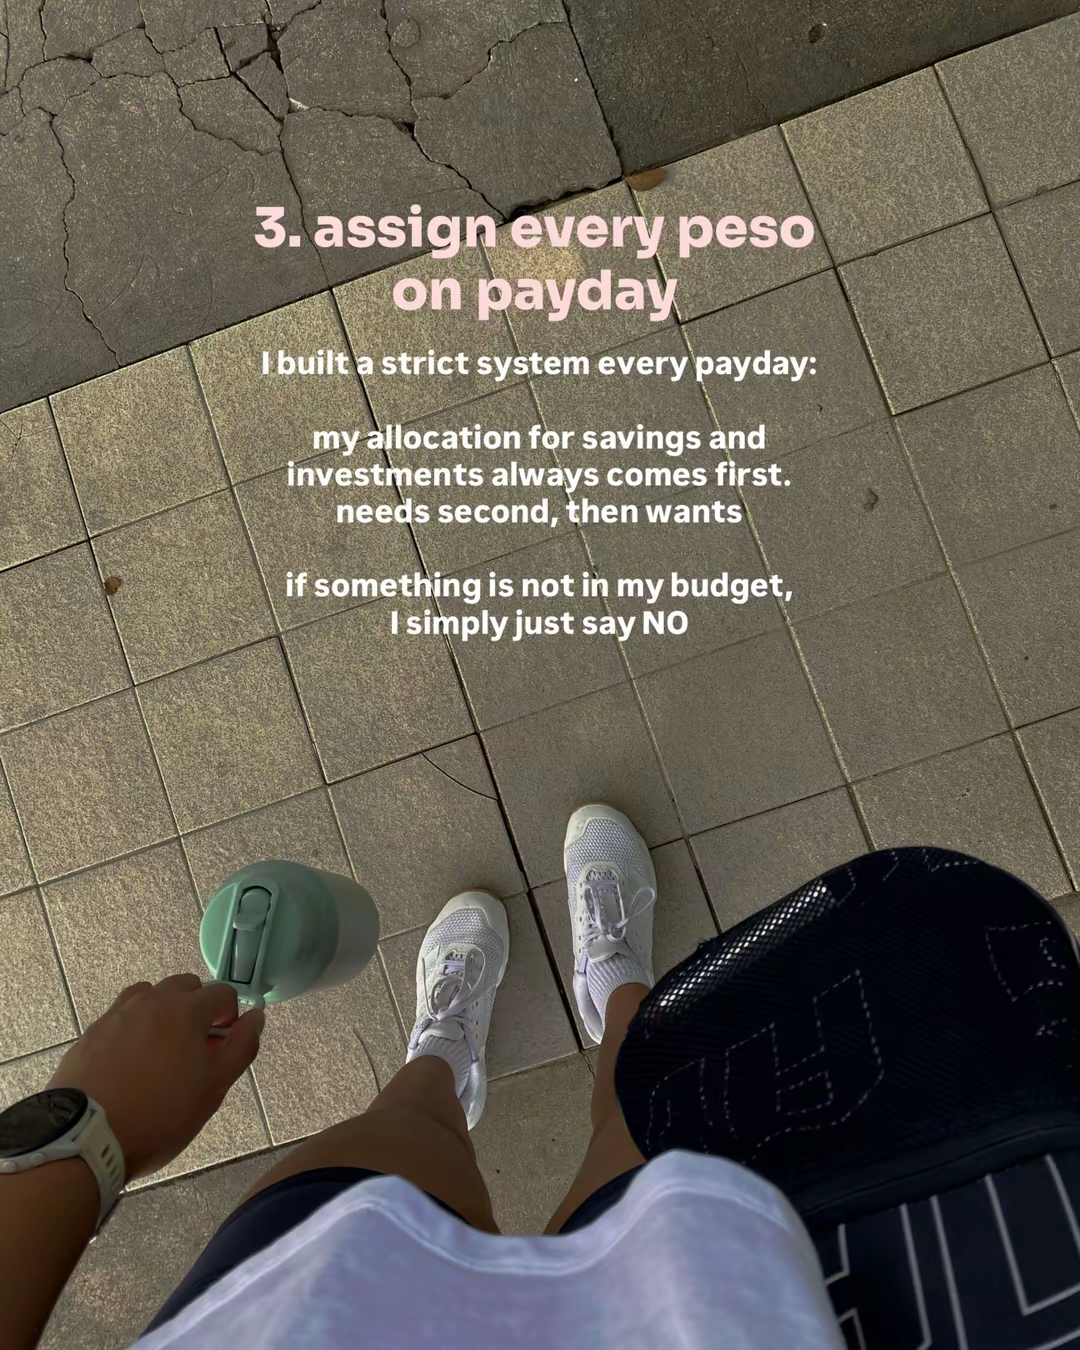 3. assign every peso
on payday
I built a strict system every payday:
my allocation for savings and
investments always comes first.
needs second, then wants
if something is not in my budget,
I simply just say NO